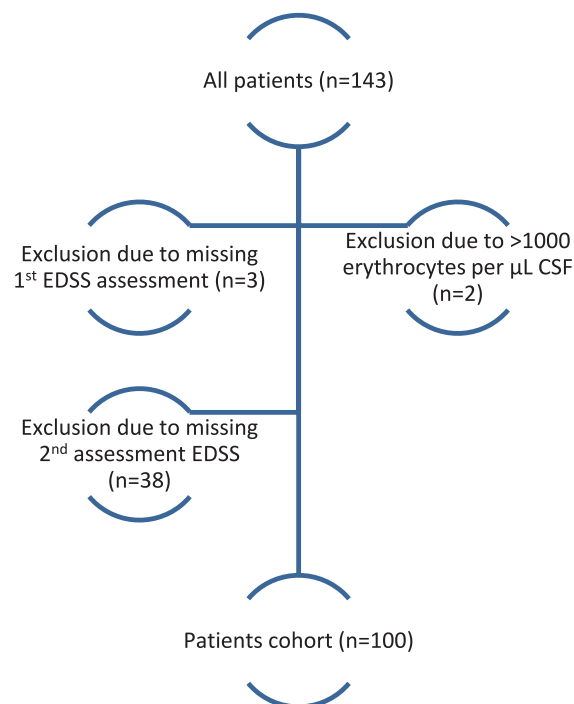 All patients (n=143)
Exclusion due to missing
1st EDSS assessment (n=3)
Exclusion due to >1000
erythrocytes per µL CSF
(n=2)
Exclusion due to missing
2nd assessment EDSS
(n=38)
Patients cohort (n=100)